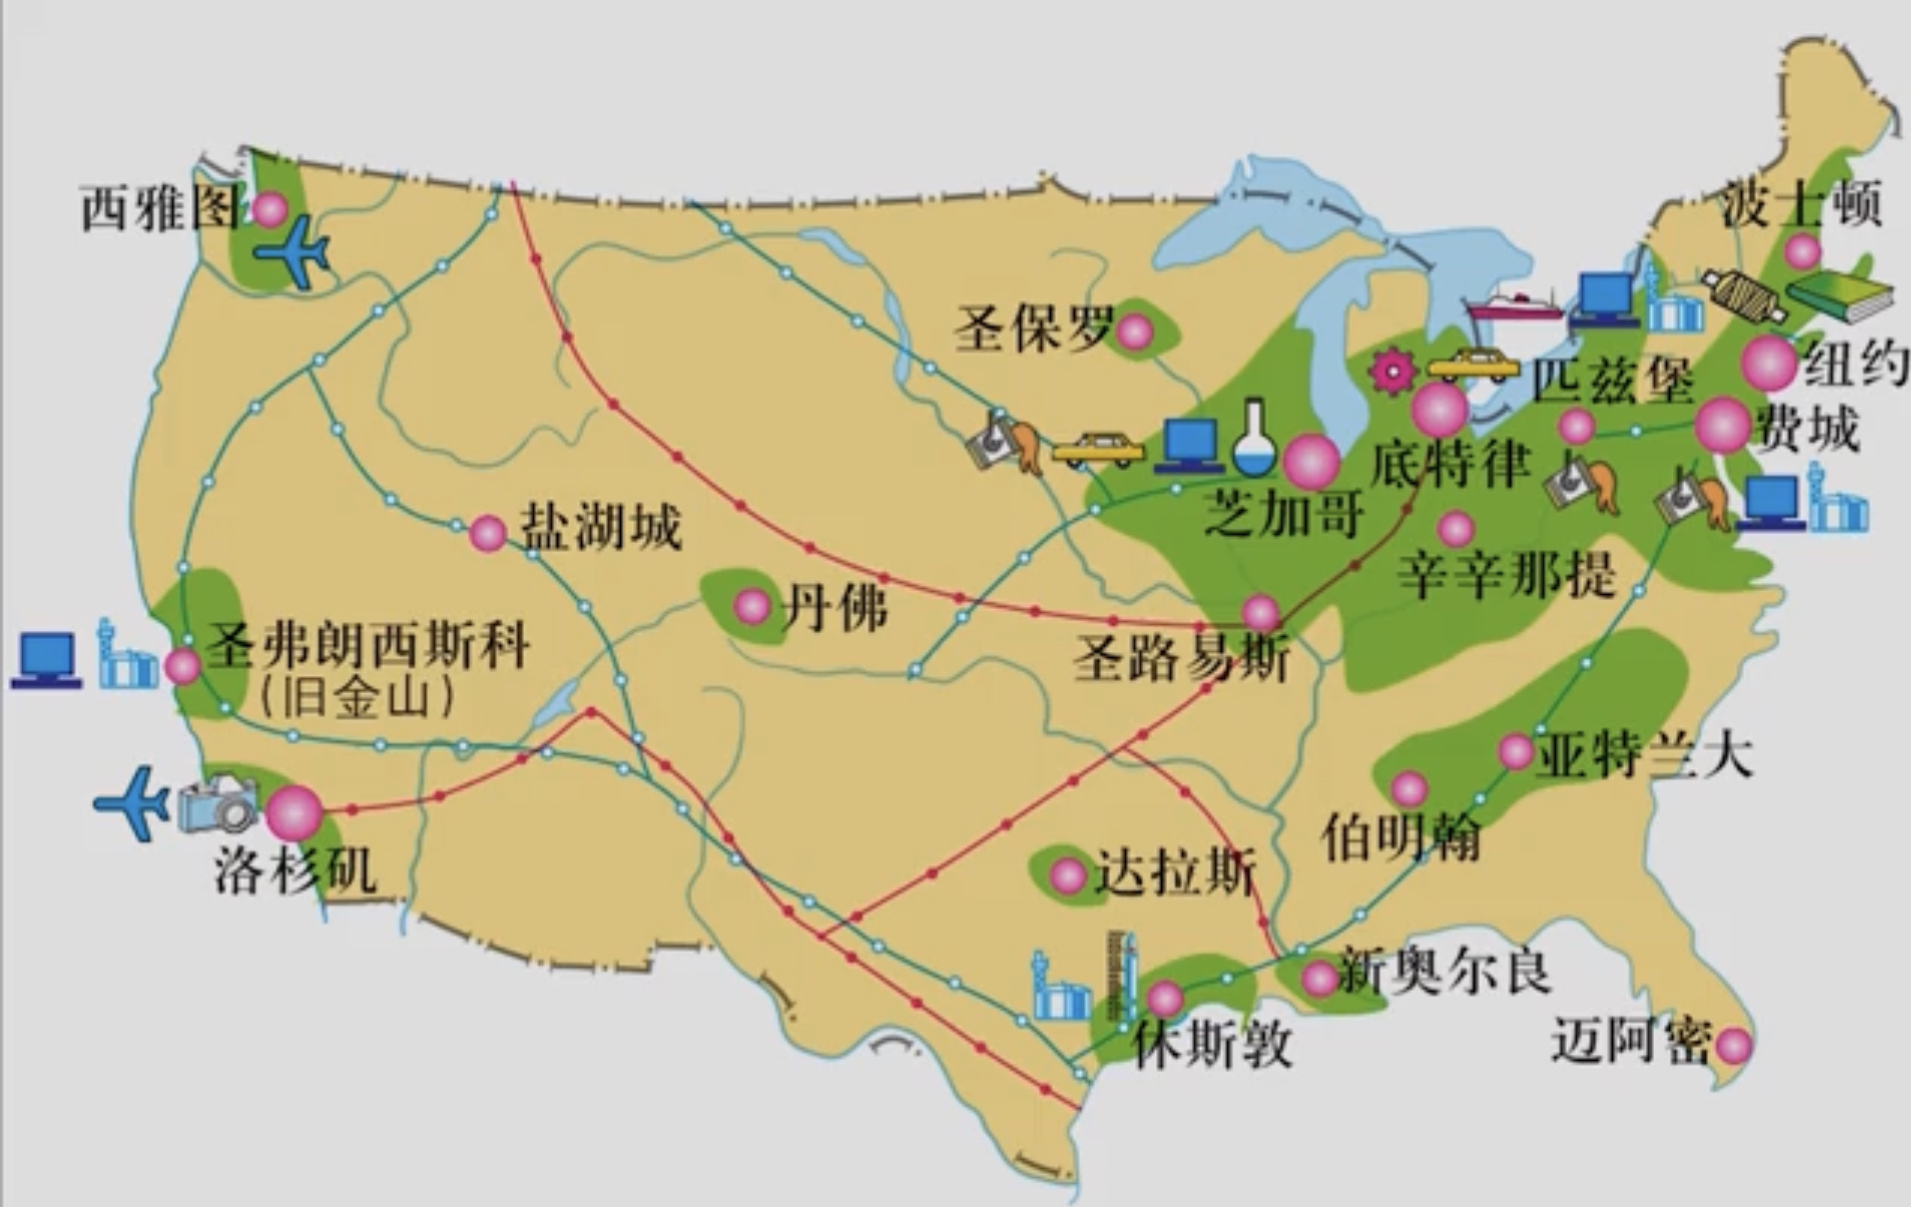 西雅图
波士顿
圣保罗
纽约
匹兹堡
费城
底特律
芝加哥
盐湖城
辛辛那提
丹佛
圣路易斯
圣弗朗西斯科
(旧金山)
亚特兰大
伯明翰
洛杉矶
达拉斯
新奥尔良
休斯敦
迈阿密